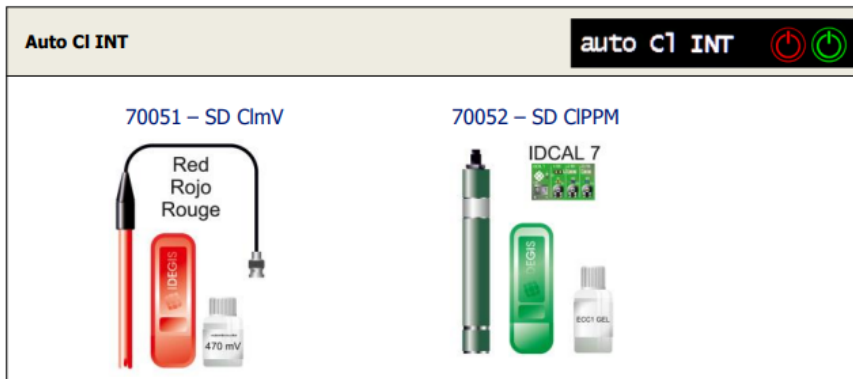 Auto Cl INT
auto Cl INT
70051 – SD ClmV
70052 – SD ClPPM
Red
Rojo
Rouge
IDCAL 7
IDEGIS
470 mV
IDEGIS
ECC1 GEL